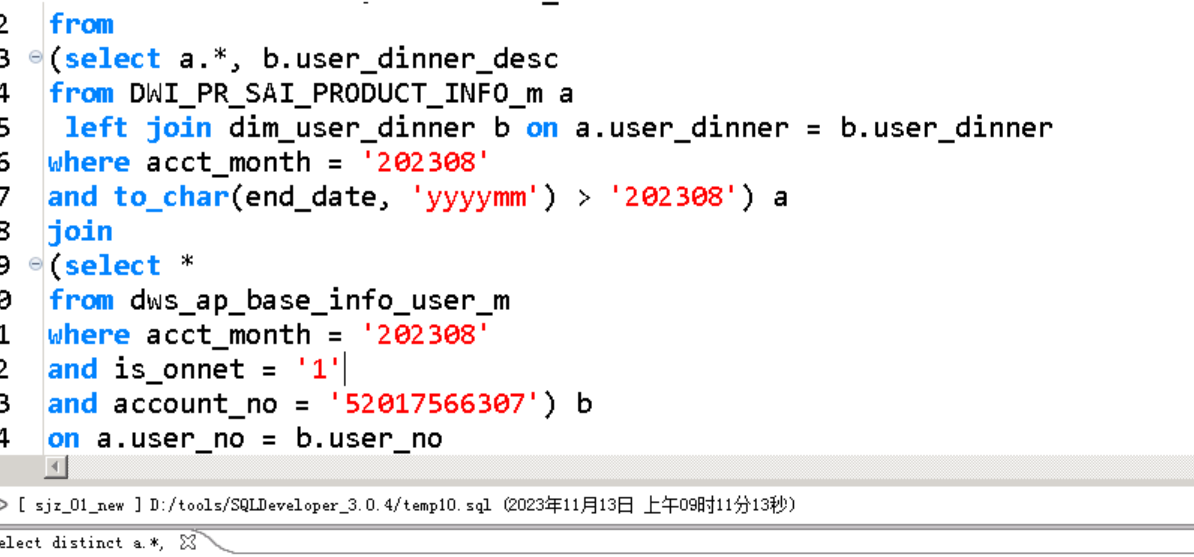 2 from
3 (select a.*, b.user_dinner_desc
4 from DWI_PR_SAI_PRODUCT_INFO_m a
5 left join dim_user_dinner b on a.user_dinner = b.user_dinner
6 where acct_month = '202308'
7 and to_char(end_date, 'yyyymm') > '202308') a
8 join
9 (select *
0 from dws_ap_base_info_user_m
1 where acct_month = '202308'
2 and is_onnet = '1'
3 and account_no = '52017566307') b
4 on a.user_no = b.user_no
> [ sjz_01_new ] D:/tools/SQLDeveloper_3.0.4/temp10.sql (2023年11月13日 上午09时11分13秒)
elect distinct a.*,